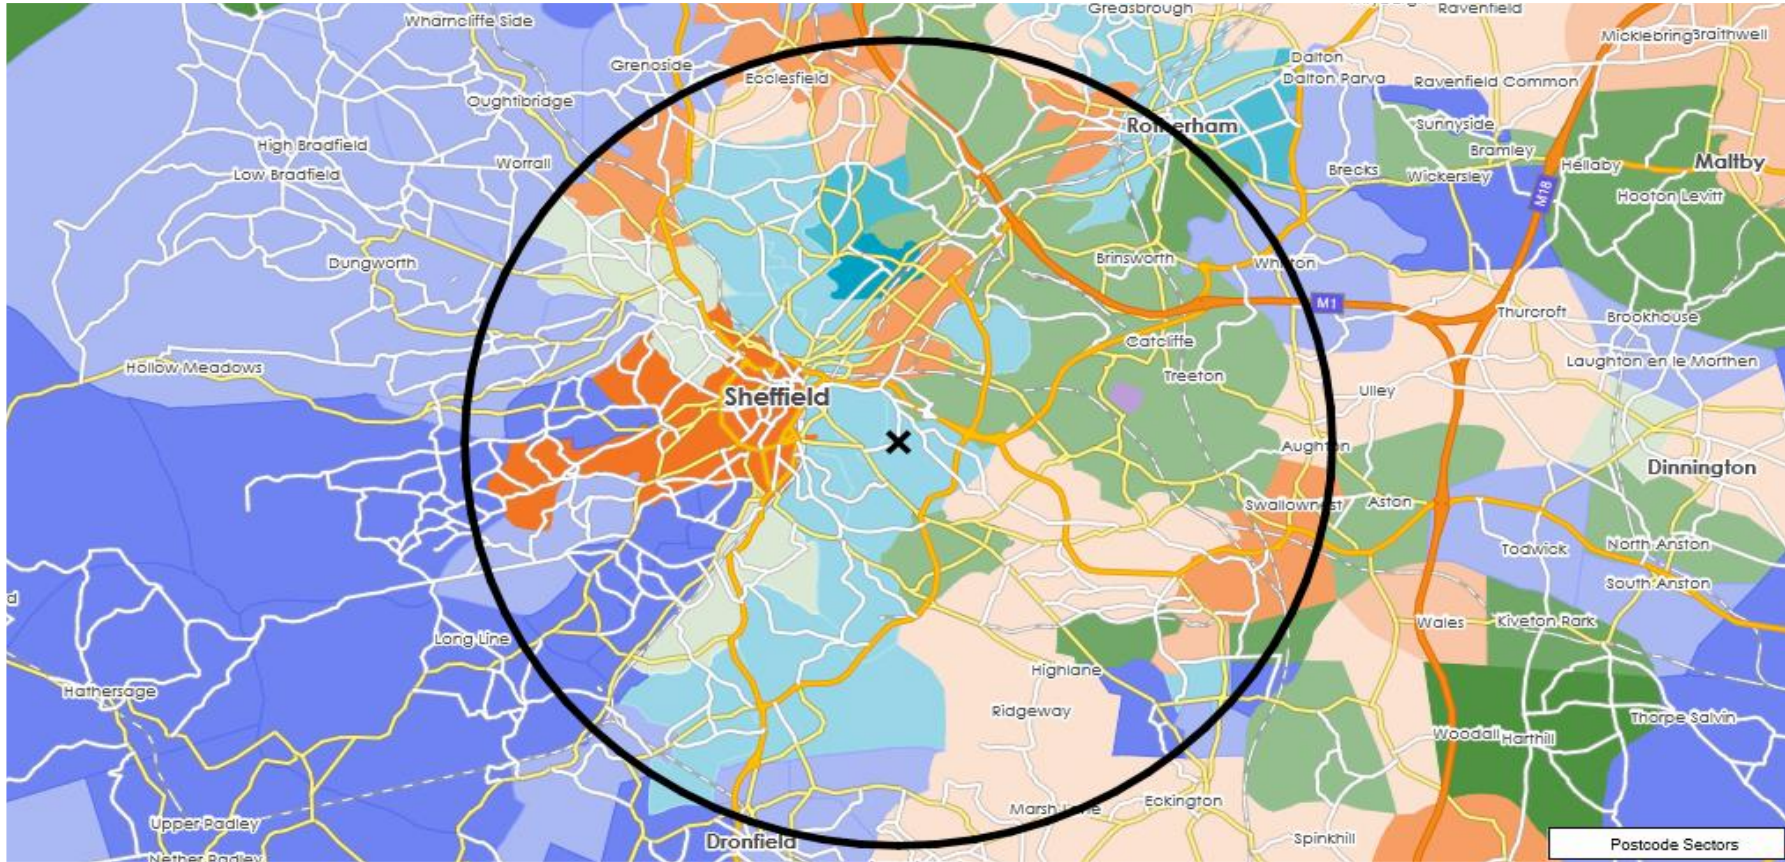 Wharncliffe Side
Greasbrough
Ravenfield
Micklebring
Braithwell
Grenoside
Ecclesfield
Dalton
Dalton Parva
Ravenfield Common
Oughtibridge
Rotherham
Sunnyside
High Bradfield
Worrall
Bramley
Hellaby
Maltby
Low Bradfield
Brecks
Wickersley
M18
Hooton Levitt
Dungworth
Brinsworth
Whiston
M1
Thurcroft
Brookhouse
Hollow Meadows
Catcliffe
Laughton en le Morthen
Treeton
Sheffield
Ulley
Aughton
Dinnington
Swallownest
Aston
Todwick
North Anston
South Anston
d
Long Line
Wales
Kiveton Park
Highlane
Hathersage
Ridgeway
Thorpe Salvin
Woodall
Harthill
Marsh Lane
Eckington
Upper Padley
Dronfield
Spinkhill
Postcode Sectors
Nether Padley